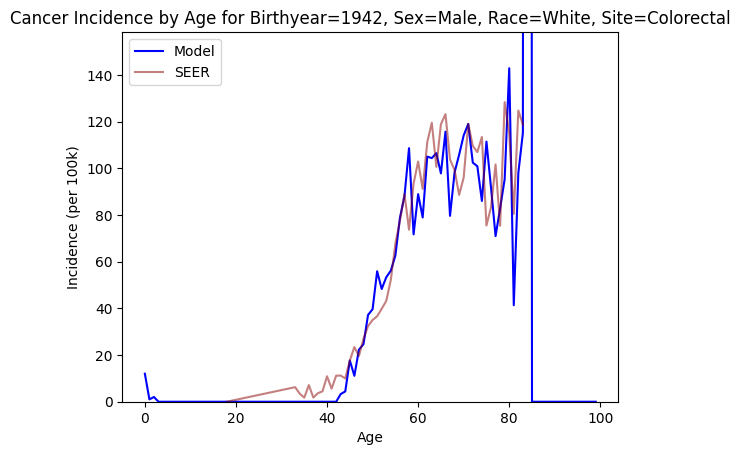 Cancer Incidence by Age for Birthyear=1942, Sex=Male, Race=White, Site=Colorectal
Model
SEER
Incidence (per 100k)
140
120
100
80
60
40
20
0
0 20 40 60 80 100
Age